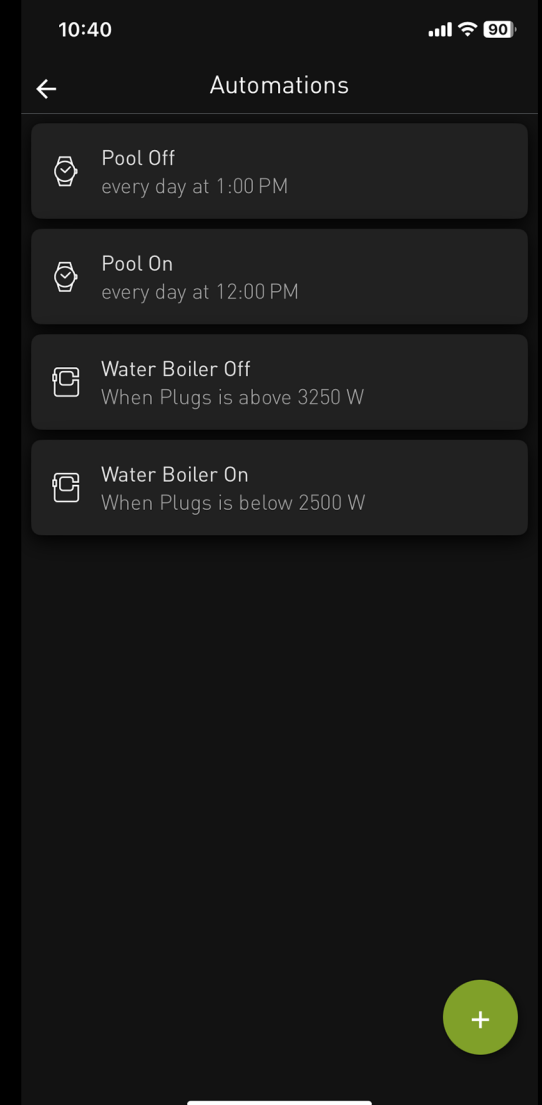 10:40
90
Automations
Pool Off
every day at 1:00 PM
Pool On
every day at 12:00 PM
Water Boiler Off
When Plugs is above 3250 W
Water Boiler On
When Plugs is below 2500 W
+